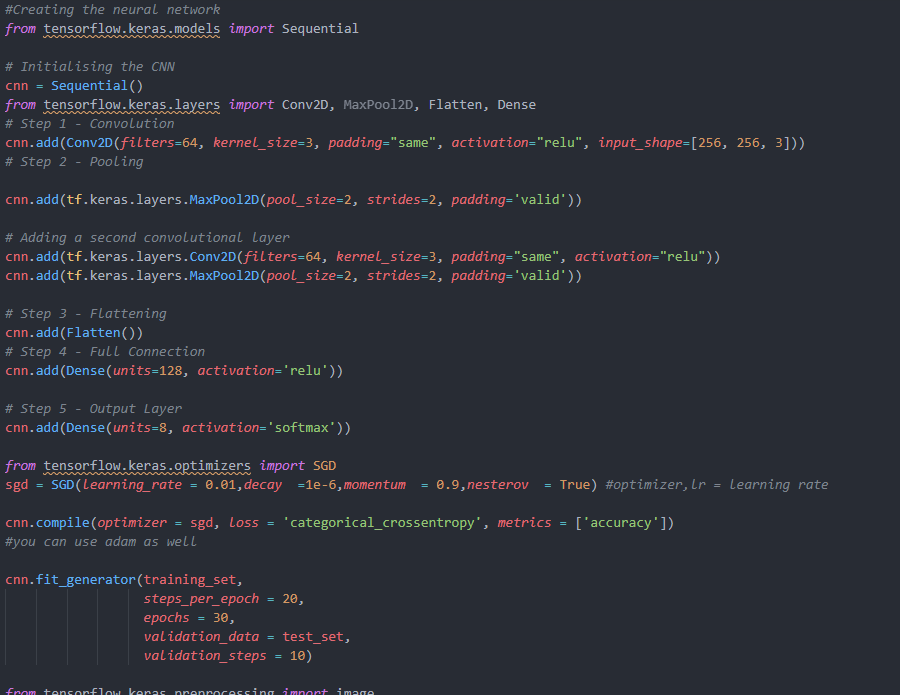 #Creating the neural network
from tensorflow.keras.models import Sequential
# Initialising the CNN
cnn = Sequential()
from tensorflow.keras.layers import Conv2D, MaxPool2D, Flatten, Dense
# Step 1 - Convolution
cnn.add(Conv2D(filters=64, kernel_size=3, padding="same", activation="relu", input_shape=[256, 256, 3]))
# Step 2 - Pooling
cnn.add(tf.keras.layers.MaxPool2D(pool_size=2, strides=2, padding='valid'))
# Adding a second convolutional layer
cnn.add(tf.keras.layers.Conv2D(filters=64, kernel_size=3, padding="same", activation="relu"))
cnn.add(tf.keras.layers.MaxPool2D(pool_size=2, strides=2, padding='valid'))
# Step 3 - Flattening
cnn.add(Flatten())
# Step 4 - Full Connection
cnn.add(Dense(units=128, activation='relu'))
# Step 5 - Output Layer
cnn.add(Dense(units=8, activation='softmax'))
from tensorflow.keras.optimizers import SGD
sgd = SGD(learning_rate = 0.01,decay  =1e-6,momentum  = 0.9,nesterov  = True) #optimizer,lr = learning rate
cnn.compile(optimizer = sgd, loss = 'categorical_crossentropy', metrics = ['accuracy'])
#you can use adam as well
cnn.fit_generator(training_set,
                  steps_per_epoch = 20,
                  epochs = 30,
                  validation_data = test_set,
                  validation_steps = 10)
from tensorflow.keras.preprocessing import image